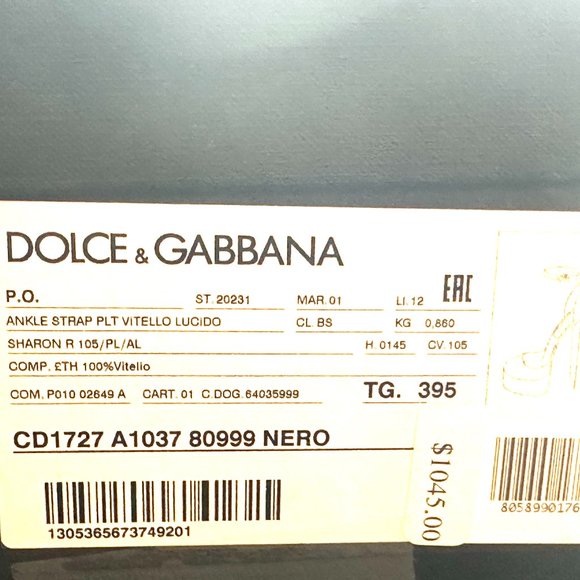 DOLCE & GABBANA
P.O. ST. 20231 MAR. 01 LI. 12 EAC
ANKLE STRAP PLT VITELLO LUCIDO CL. BS KG 0,860
SHARON R 105/PL/AL H. 0145 CV. 105
COMP. £TH 100%Vitello
COM. P010 02649 A CART. 01 C.DOG. 64035999 TG. 395
CD1727 A1037 80999 NERO
1305365673749201
$1045.00
8058990176